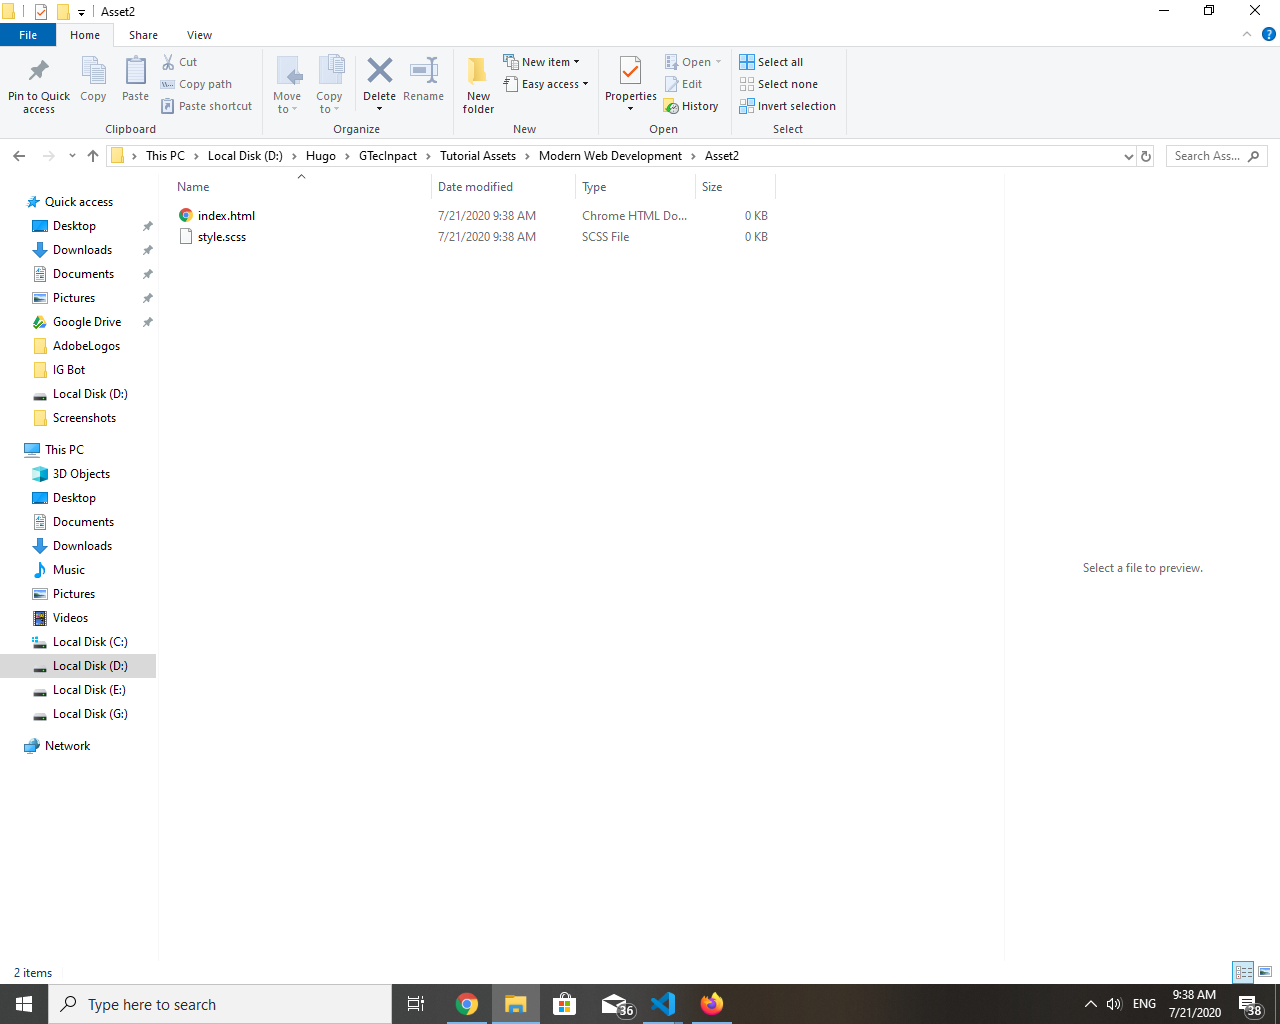 Asset2
File Home Share View
Pin to Quick access
Copy
Paste
Cut
Copy path
Paste shortcut
Clipboard
Move to
Copy to
Delete
Rename
Organize
New folder
New item
Easy access
New
Properties
Open
Edit
History
Open
Select all
Select none
Invert selection
Select
This PC Local Disk (D:) Hugo GTecInpact Tutorial Assets Modern Web Development Asset2
Search Ass...
Name Date modified Type Size
index.html 7/21/2020 9:38 AM Chrome HTML Do... 0 KB
style.scss 7/21/2020 9:38 AM SCSS File 0 KB
Quick access
Desktop
Downloads
Documents
Pictures
Google Drive
AdobeLogos
IG Bot
Local Disk (D:)
Screenshots
This PC
3D Objects
Desktop
Documents
Downloads
Music
Pictures
Videos
Local Disk (C:)
Local Disk (D:)
Local Disk (E:)
Local Disk (G:)
Network
Select a file to preview.
2 items
Type here to search
36
ENG
9:38 AM
7/21/2020
38